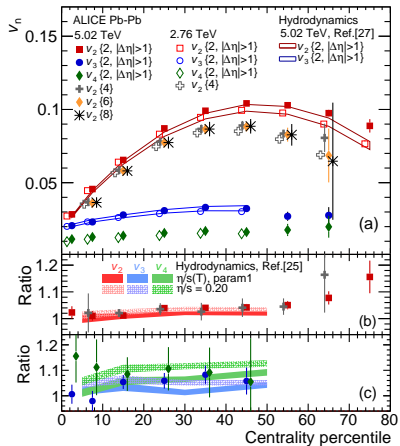 ALICE Pb-Pb
5.02 TeV 2.76 TeV Hydrodynamics
5.02 TeV, Ref.[27]
v₂{2, |Δη|>1} v₂{2, |Δη|>1} v₂{2, |Δη|>1}
v₃{2, |Δη|>1} v₃{2, |Δη|>1} v₃{2, |Δη|>1}
v₄{2, |Δη|>1} v₄{2, |Δη|>1}
v₂{4} v₂{4}
v₂{6}
v₂{8}
vₙ
0.15
0.1
0.05
(a)
Ratio
1.2
1.1
1
v₂ v₃ v₄ Hydrodynamics, Ref.[25]
η/s(T), param1
η/s = 0.20
(b)
Ratio
1.2
1.1
1
(c)
0 10 20 30 40 50 60 70 80
Centrality percentile